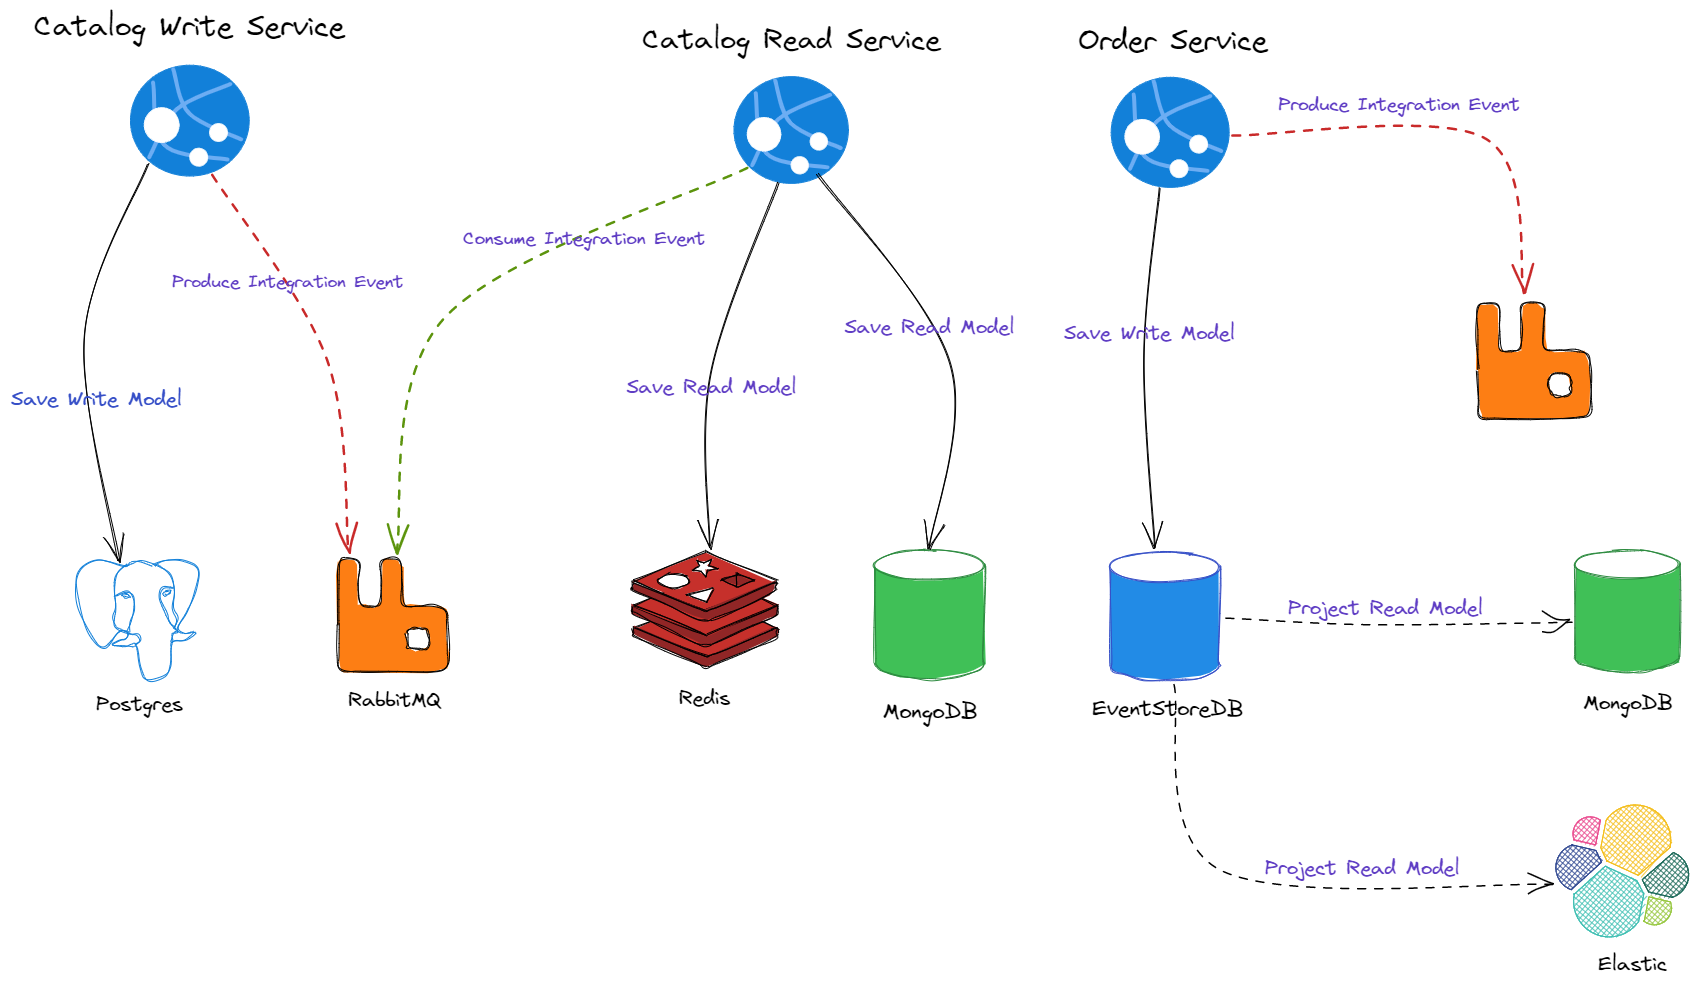 Catalog Write Service
Catalog Read Service
Order Service
Produce Integration Event
Consume Integration Event
Produce Integration Event
Save Read Model
Save Write Model
Save Read Model
Save Write Model
Project Read Model
Postgres
RabbitMQ
Redis
MongoDB
EventStoreDB
MongoDB
Project Read Model
Elastic